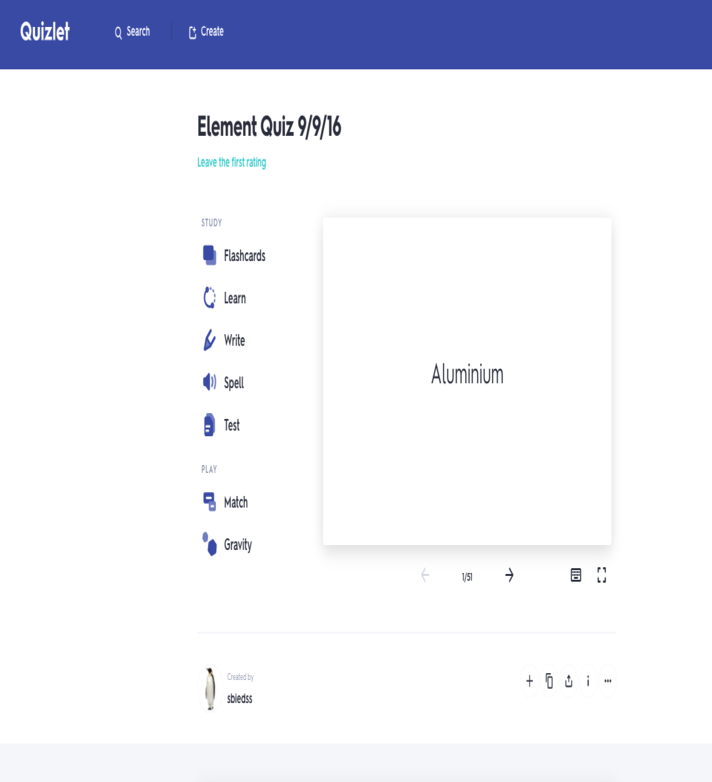 Quizlet
Search
Create
Element Quiz 9/9/16
Leave the first rating
STUDY
Flashcards
Learn
Write
Spell
Test
PLAY
Match
Gravity
Aluminium
1/51
Created by
sbiedss